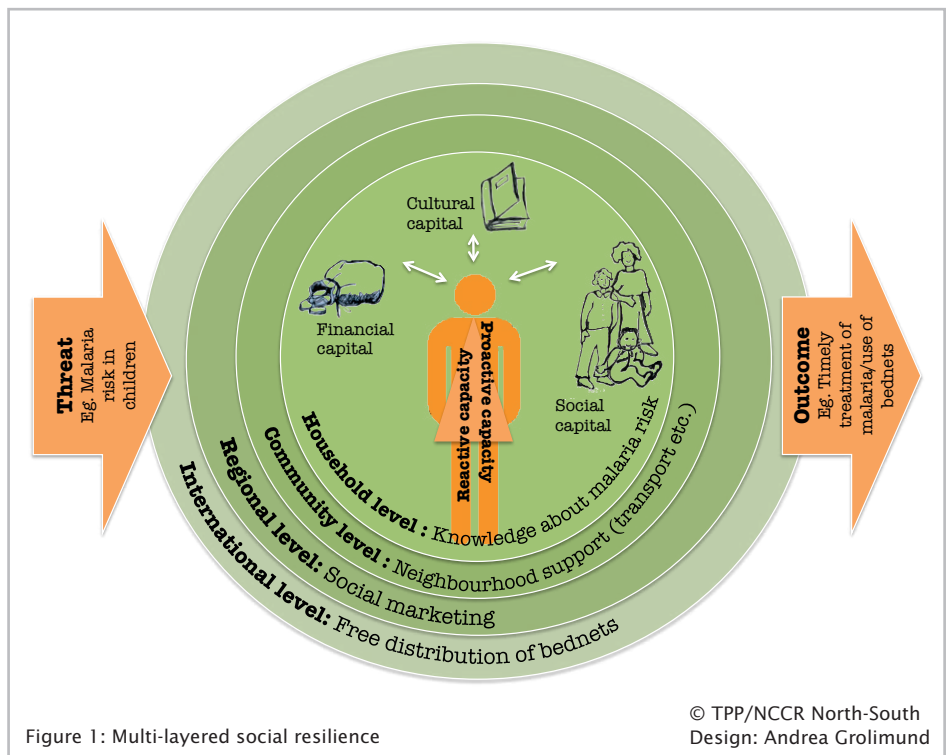 Cultural
capital
Financial
capital
Social
capital
Reactive capacity
Proactive capacity
Threat
Eg. Malaria
risk in
children
Outcome
Eg. Timely
treatment of
malaria/use of
bednets
Household level : Knowledge about malaria risk
Community level : Neighbourhood support (transport etc.)
Regional level: Social marketing
International level: Free distribution of bednets
Figure 1: Multi-layered social resilience
© TPP/NCCR North-South
Design: Andrea Grolimund